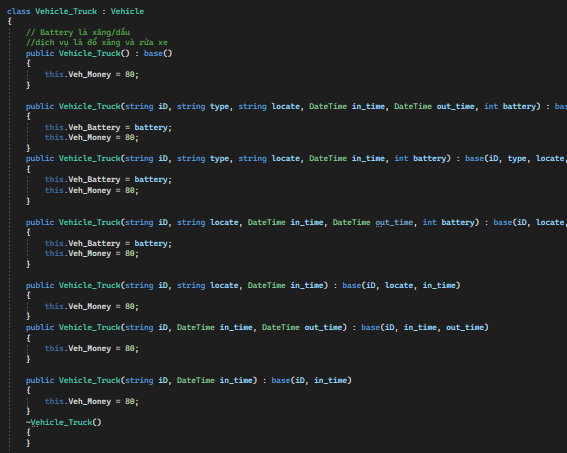 class Vehicle_Truck : Vehicle
{
// Battery là xăng/dầu
//dịch vụ là đổ xăng và rửa xe
public Vehicle_Truck() : base()
{
this.Veh_Money = 80;
}
public Vehicle_Truck(string iD, string type, string locate, DateTime in_time, DateTime out_time, int battery) : bas
{
this.Veh_Battery = battery;
this.Veh_Money = 80;
}
public Vehicle_Truck(string iD, string type, string locate, DateTime in_time, int battery) : base(iD, type, locate,
{
this.Veh_Battery = battery;
this.Veh_Money = 80;
}
public Vehicle_Truck(string iD, string locate, DateTime in_time, DateTime out_time, int battery) : base(iD, locate,
{
this.Veh_Battery = battery;
this.Veh_Money = 80;
}
public Vehicle_Truck(string iD, string locate, DateTime in_time) : base(iD, locate, in_time)
{
this.Veh_Money = 80;
}
public Vehicle_Truck(string iD, DateTime in_time, DateTime out_time) : base(iD, in_time, out_time)
{
this.Veh_Money = 80;
}
public Vehicle_Truck(string iD, DateTime in_time) : base(iD, in_time)
{
this.Veh_Money = 80;
}
~Vehicle_Truck()
{
}